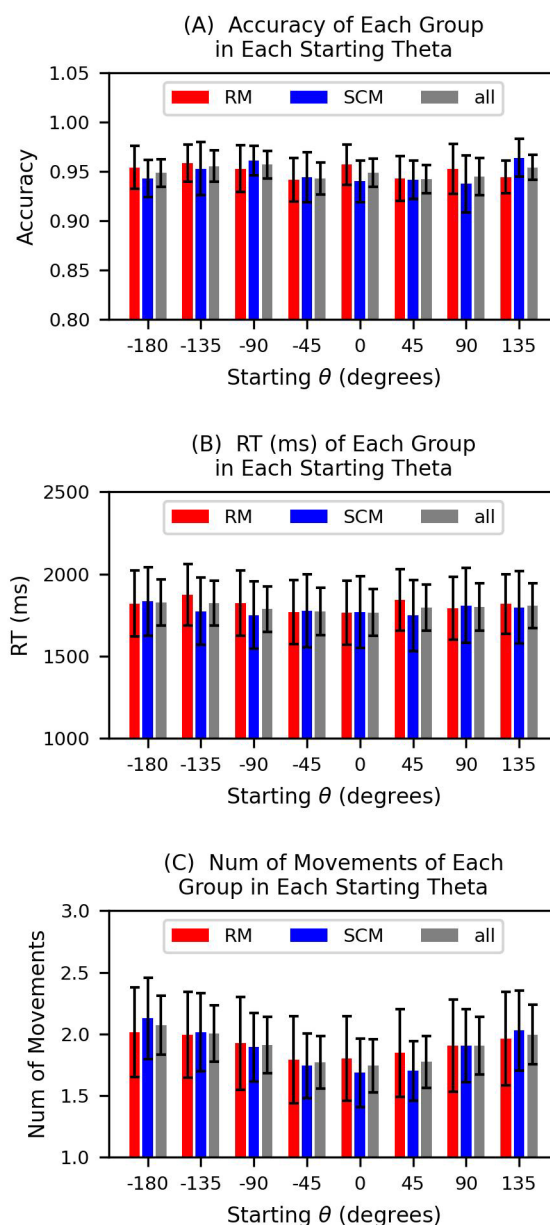 (A) Accuracy of Each Group
in Each Starting Theta
1.05
1.00
0.95
0.90
0.85
0.80
Accuracy
RM SCM all
-180 -135 -90 -45 0 45 90 135
Starting θ (degrees)
(B) RT (ms) of Each Group
in Each Starting Theta
2500
2000
1500
1000
RT (ms)
RM SCM all
-180 -135 -90 -45 0 45 90 135
Starting θ (degrees)
(C) Num of Movements of Each
Group in Each Starting Theta
3.0
2.5
2.0
1.5
1.0
Num of Movements
RM SCM all
-180 -135 -90 -45 0 45 90 135
Starting θ (degrees)